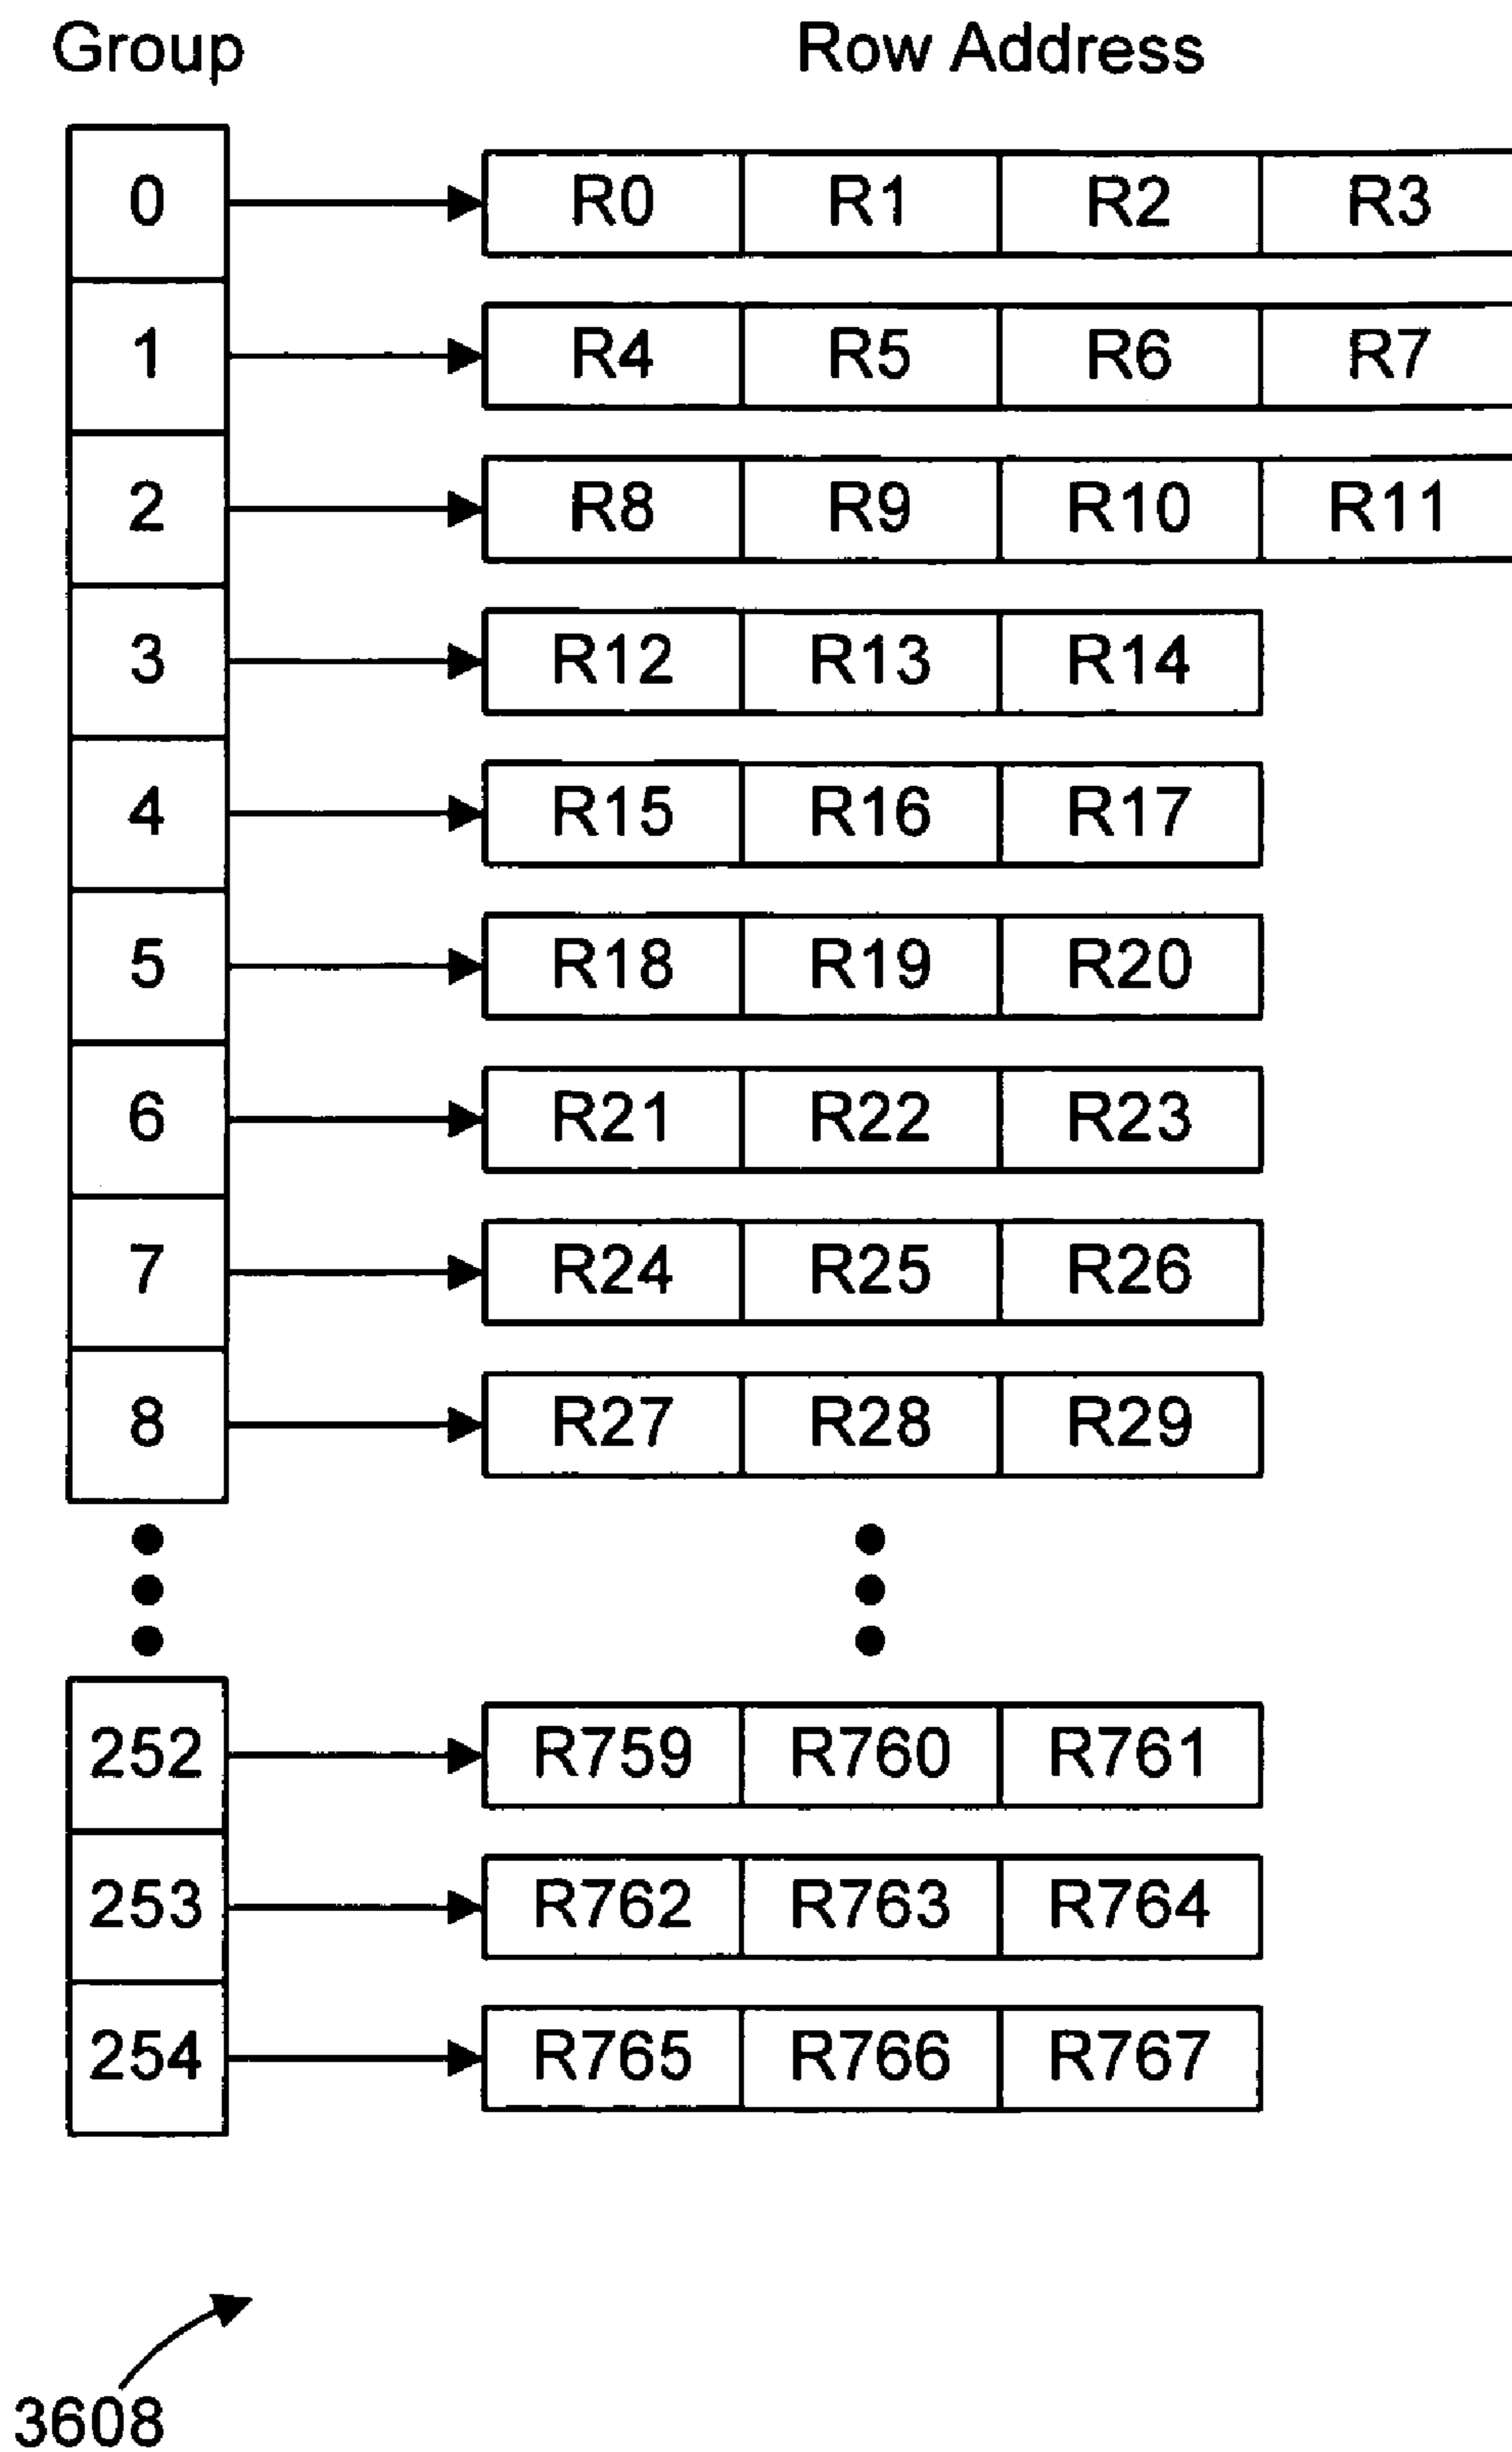 Group Row Address
0 R0 R1 R2 R3
1 R4 R5 R6 R7
2 R8 R9 R10 R11
3 R12 R13 R14
4 R15 R16 R17
5 R18 R19 R20
6 R21 R22 R23
7 R24 R25 R26
8 R27 R28 R29
252 R759 R760 R761
253 R762 R763 R764
254 R765 R766 R767
3608